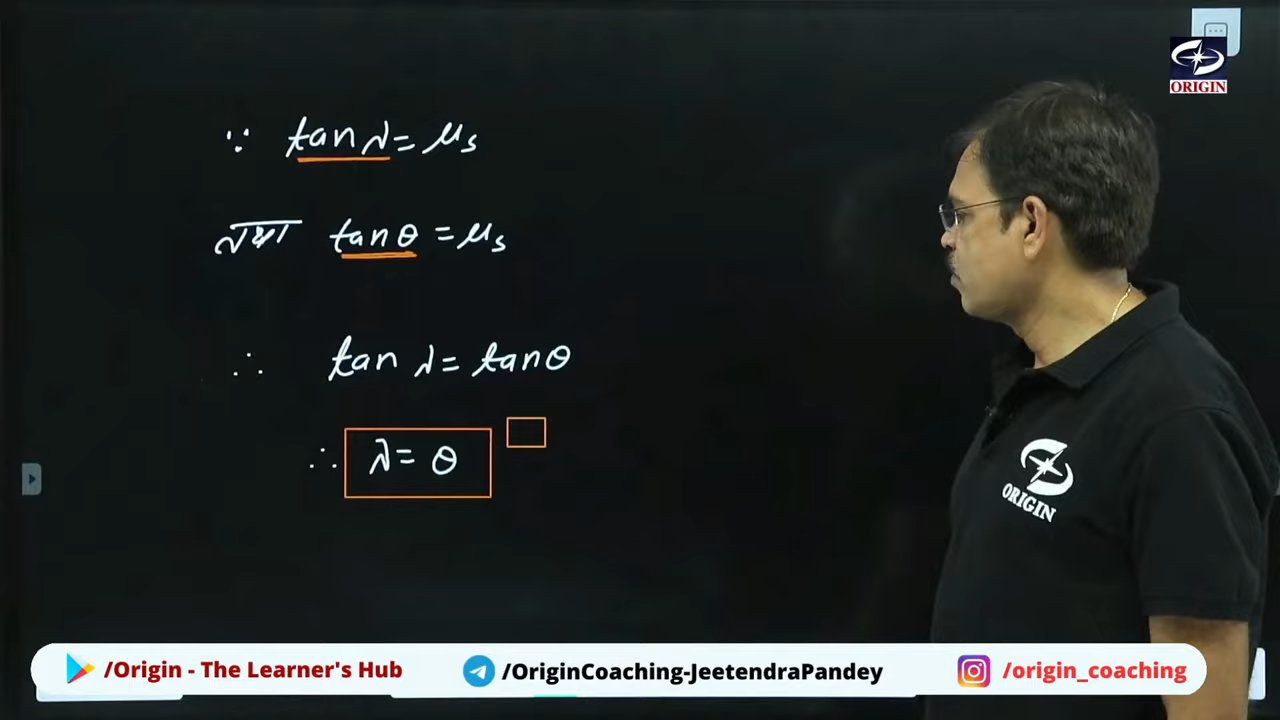 ORIGIN
∵ tan λ = μs
तथा tan θ = μs
∴ tan λ = tan θ
∴ λ = θ
ORIGIN
/Origin - The Learner's Hub
/OriginCoaching-JeetendraPandey
/origin_coaching